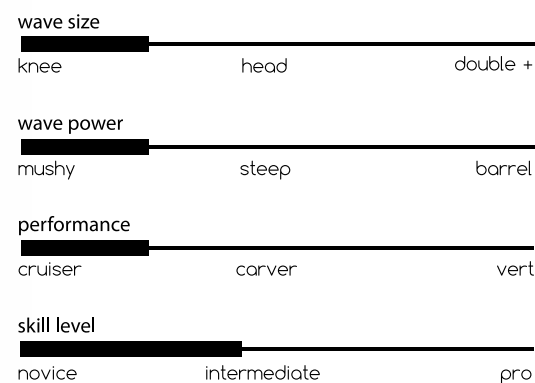 wave size
knee head double +
wave power
mushy steep barrel
performance
cruiser carver vert
skill level
novice intermediate pro